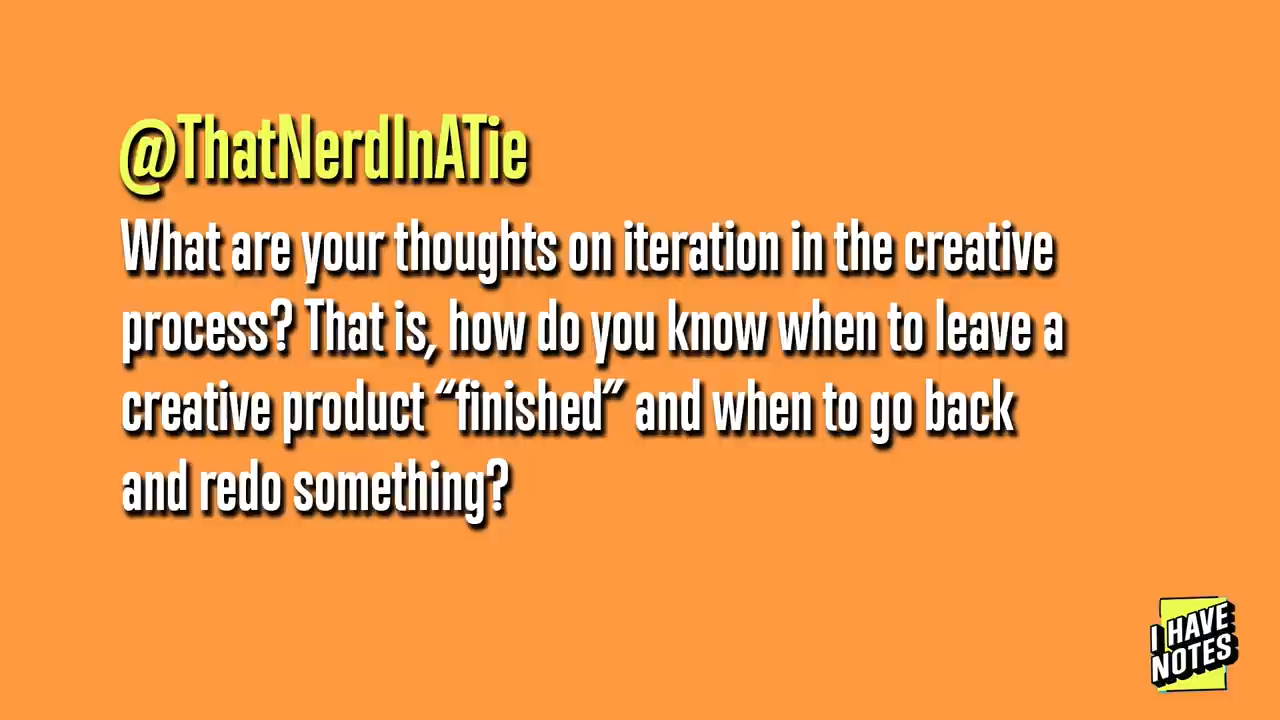 @ThatNerdInATie
What are your thoughts on iteration in the creative
process? That is, how do you know when to leave a
creative product “finished” and when to go back
and redo something?
I HAVE
NOTES